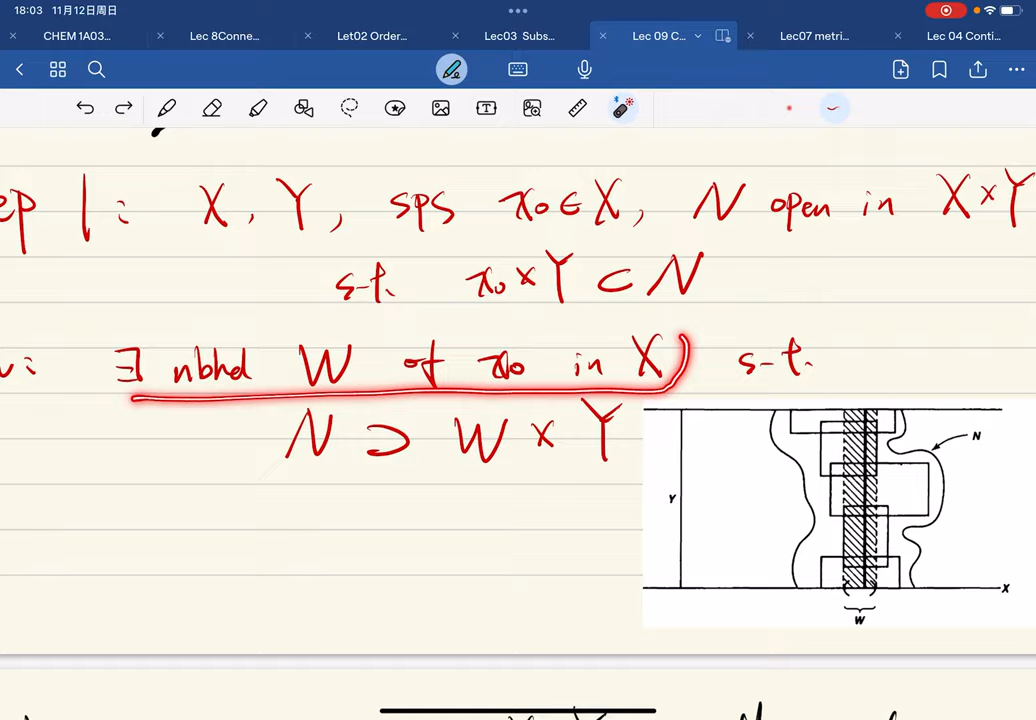 18:03 11月12日周日
CHEM 1A03... Lec 8Conne... Let02 Order... Lec03 Subs... Lec 09 C... Lec07 metri... Lec 04 Conti...
ep 1: X, Y, sps x₀∈X, N open in X×Y
s-t. x₀×Y ⊂ N
∃ nbhd W of x₀ in X s-t.
N ⊃ W × Y
N
Y
X
W